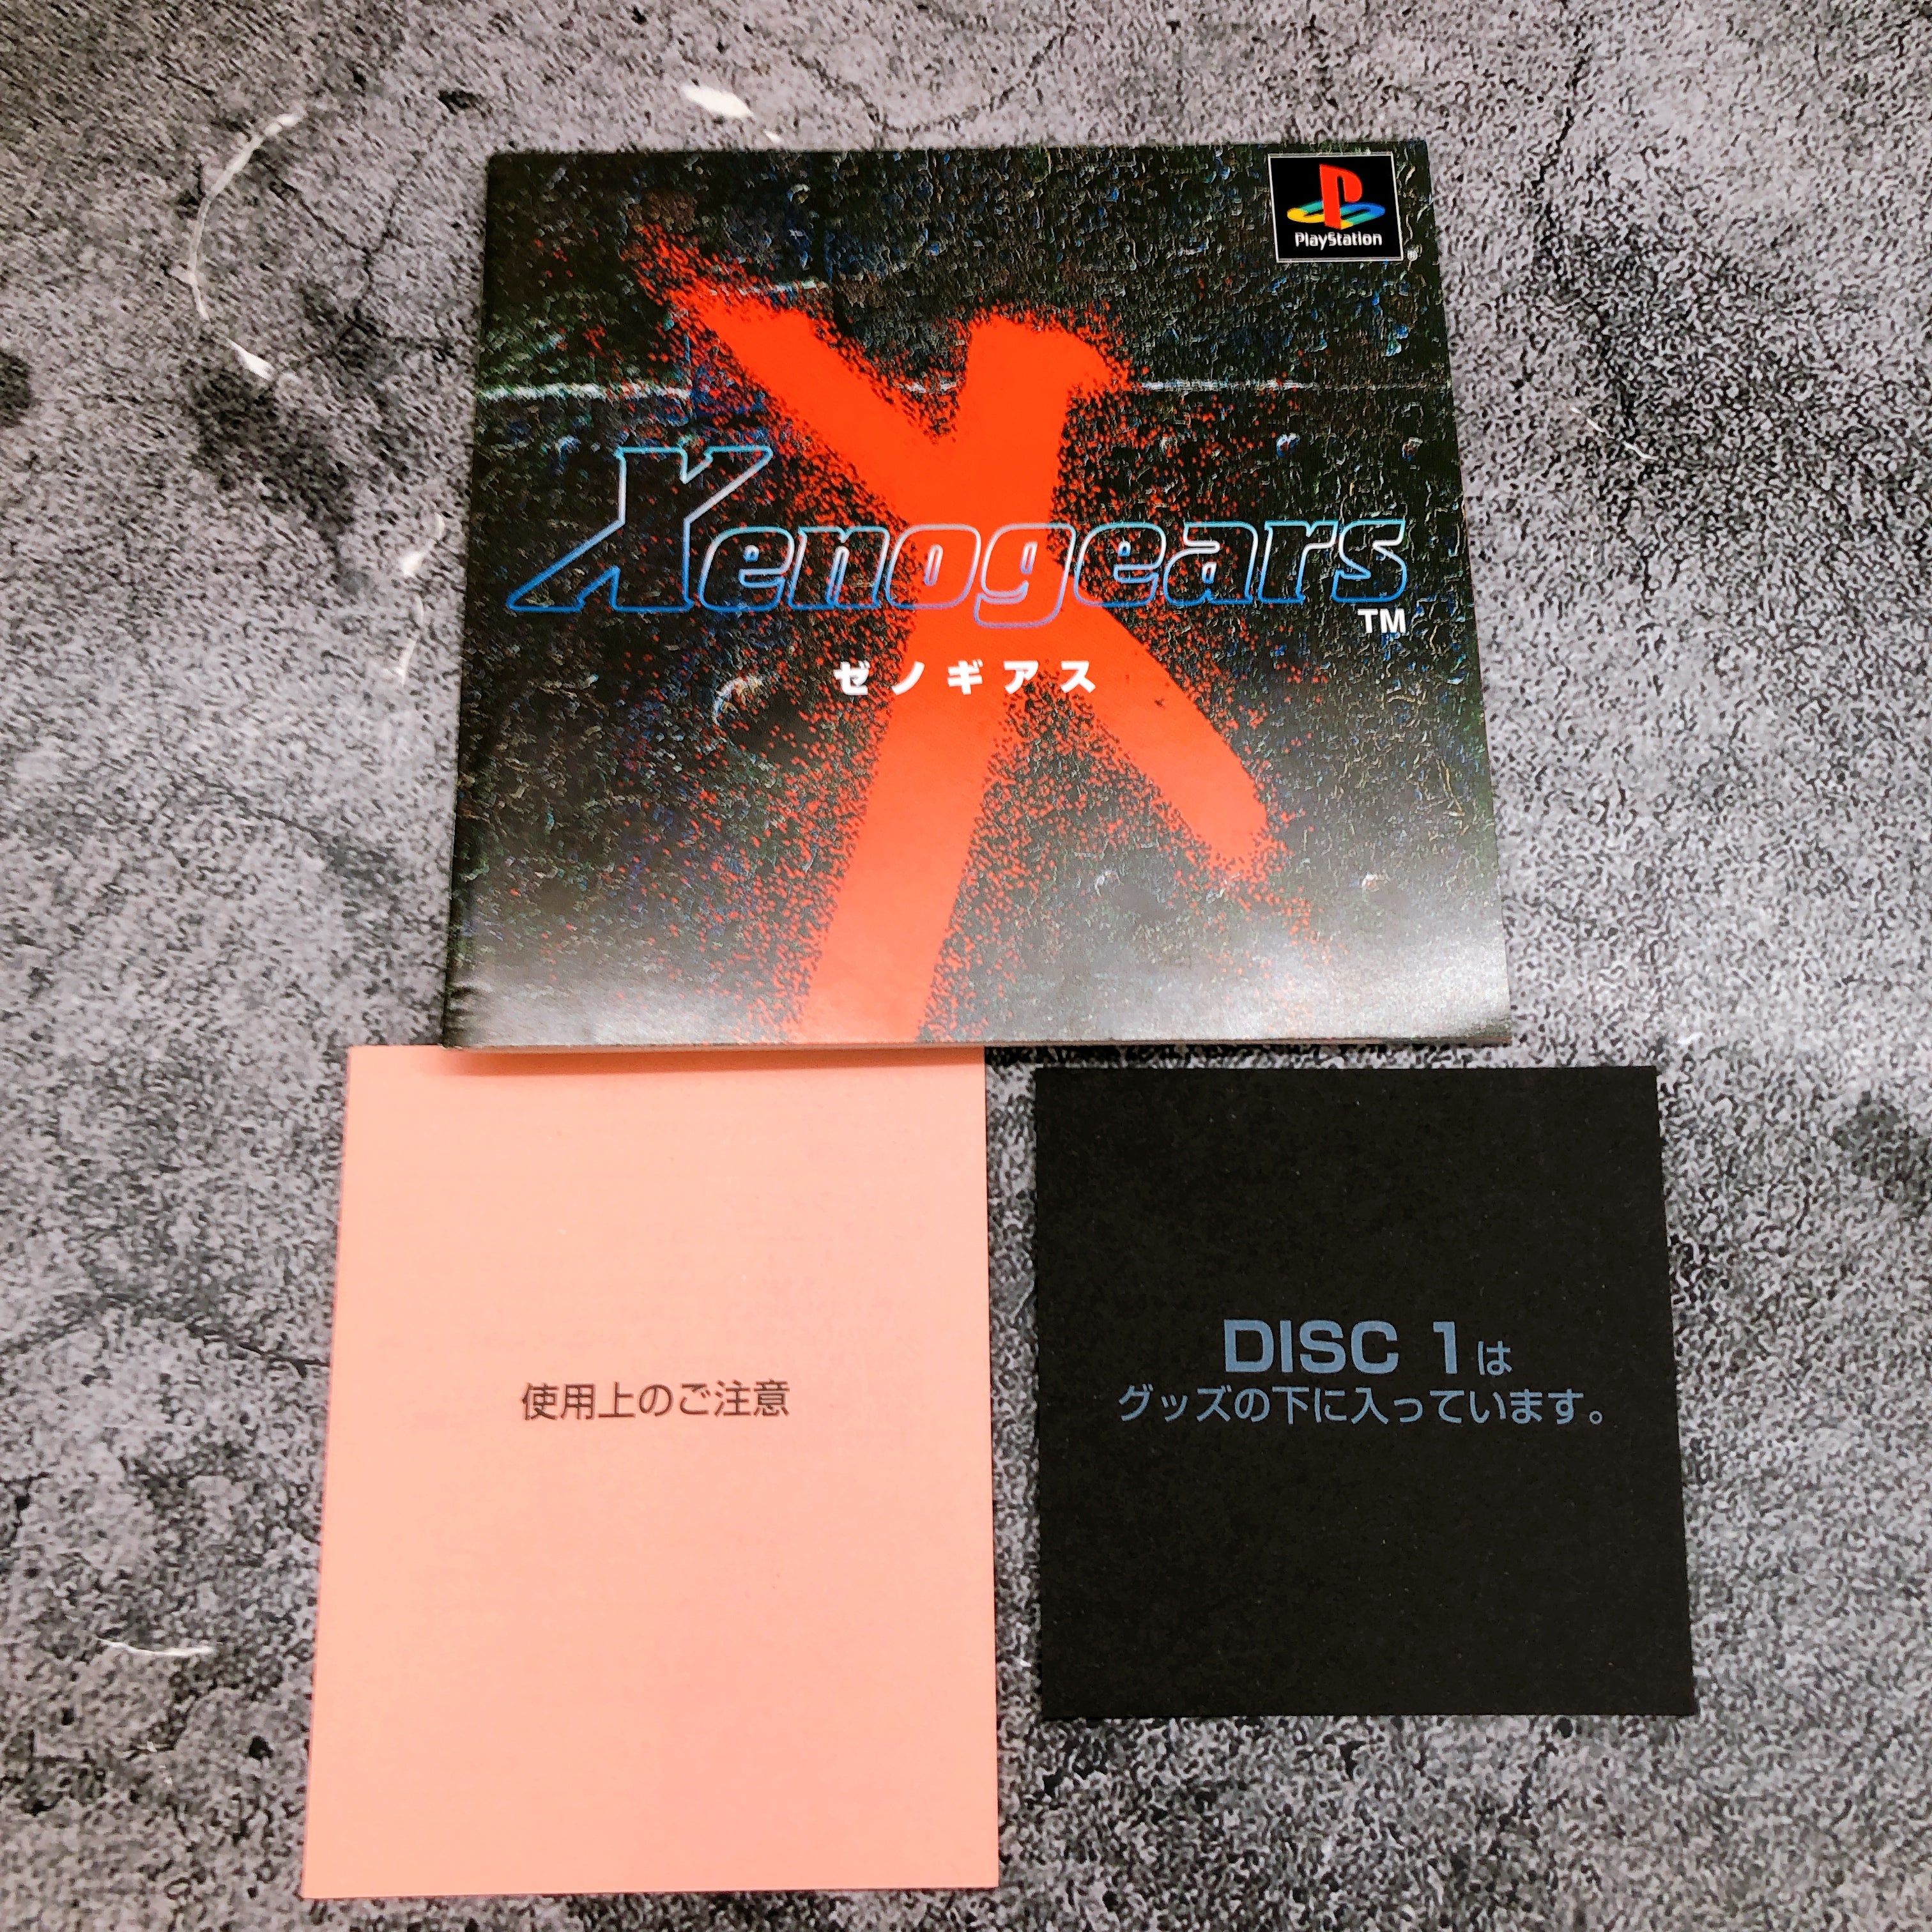 PlayStation
®
Xenogears
TM
ゼノギアス
使用上のご注意
DISC 1は
グッズの下に入っています。